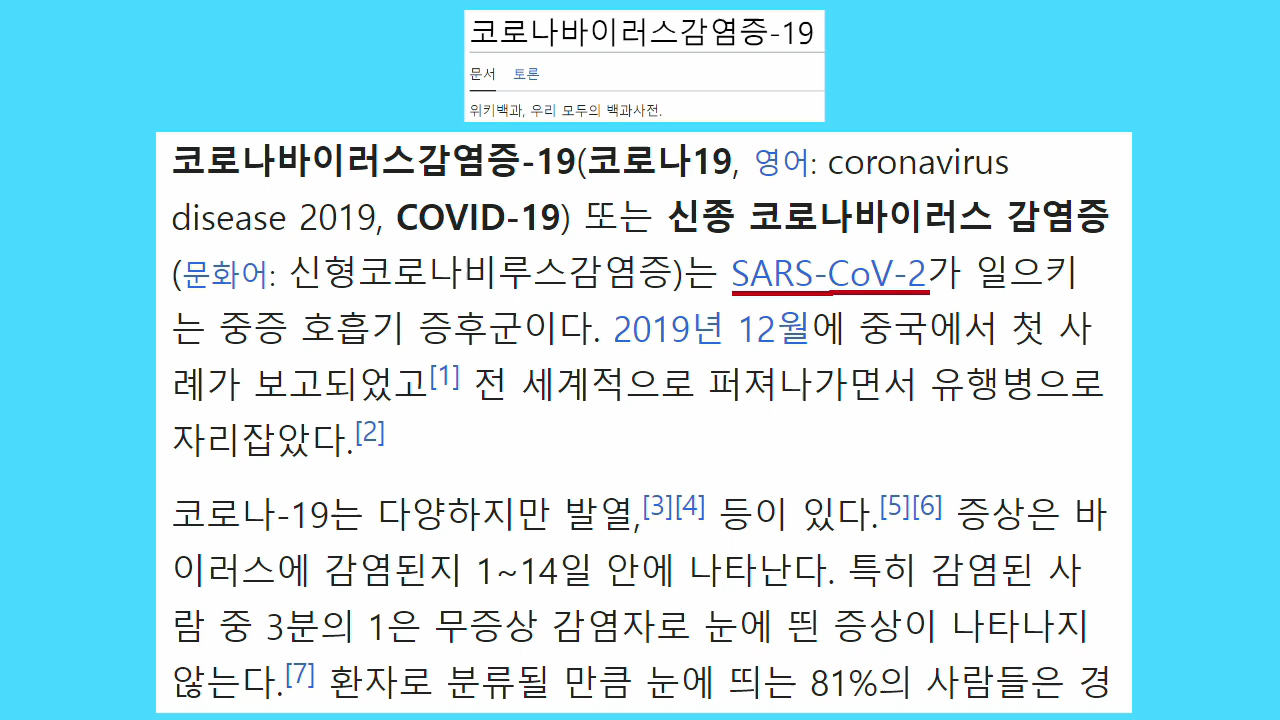 코로나바이러스감염증-19
문서 토론
위키백과, 우리 모두의 백과사전.
코로나바이러스감염증-19(코로나19, 영어: coronavirus
disease 2019, COVID-19) 또는 신종 코로나바이러스 감염증
(문화어: 신형코로나비루스감염증)는 SARS-CoV-2가 일으키
는 중증 호흡기 증후군이다. 2019년 12월에 중국에서 첫 사
례가 보고되었고[1] 전 세계적으로 퍼져나가면서 유행병으로
자리잡았다.[2]
코로나-19는 다양하지만 발열,[3][4] 등이 있다.[5][6] 증상은 바
이러스에 감염된지 1~14일 안에 나타난다. 특히 감염된 사
람 중 3분의 1은 무증상 감염자로 눈에 띈 증상이 나타나지
않는다.[7] 환자로 분류될 만큼 눈에 띄는 81%의 사람들은 경